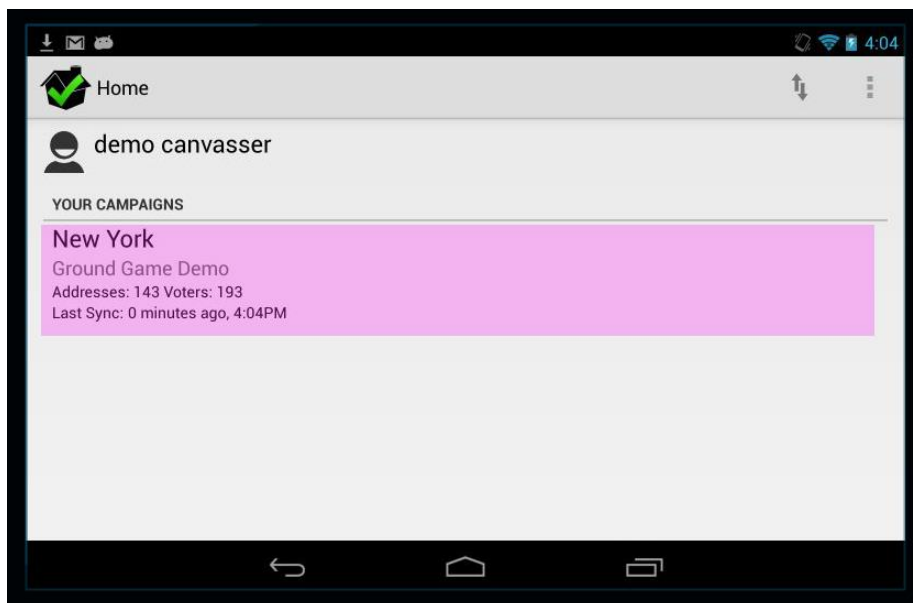 4:04
Home
demo canvasser
YOUR CAMPAIGNS
New York
Ground Game Demo
Addresses: 143 Voters: 193
Last Sync: 0 minutes ago, 4:04PM